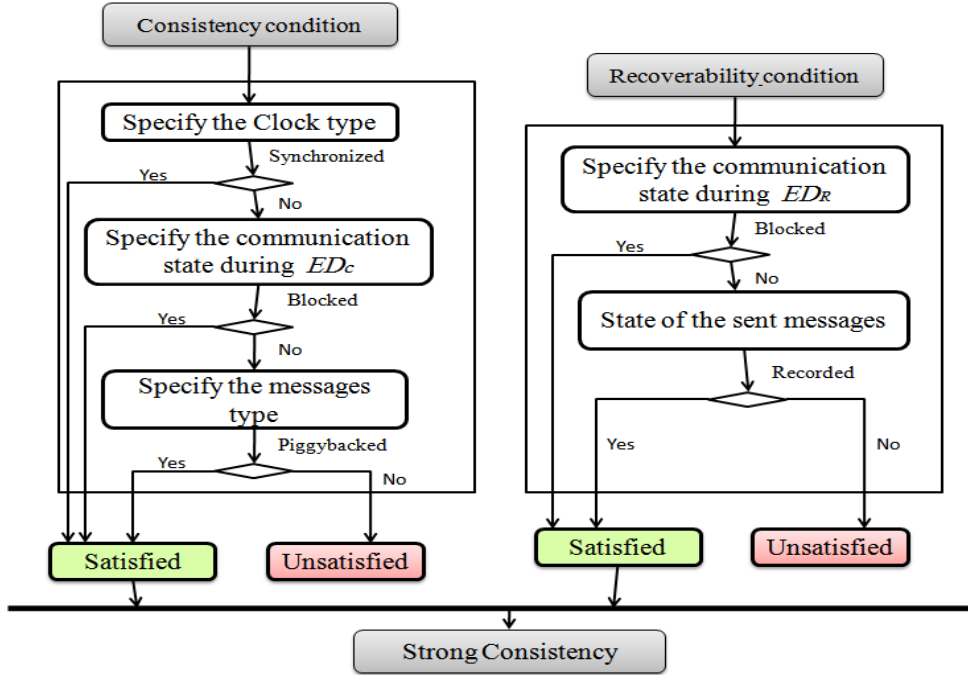 Consistency condition
Specify the Clock type
Synchronized
Yes
No
Specify the communication
state during EDc
Blocked
Yes
No
Specify the messages
type
Piggybacked
Yes
No
Satisfied
Unsatisfied
Recoverability condition
Specify the communication
state during EDR
Blocked
Yes
No
State of the sent messages
Recorded
Yes
No
Satisfied
Unsatisfied
Strong Consistency